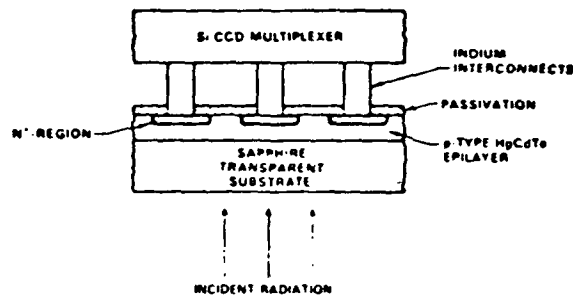 Si CCD MULTIPLEXER
INDIUM
INTERCONNECTS
PASSIVATION
N+-REGION
p-TYPE HgCdTe
EPILAYER
SAPPHIRE
TRANSPARENT
SUBSTRATE
INCIDENT RADIATION